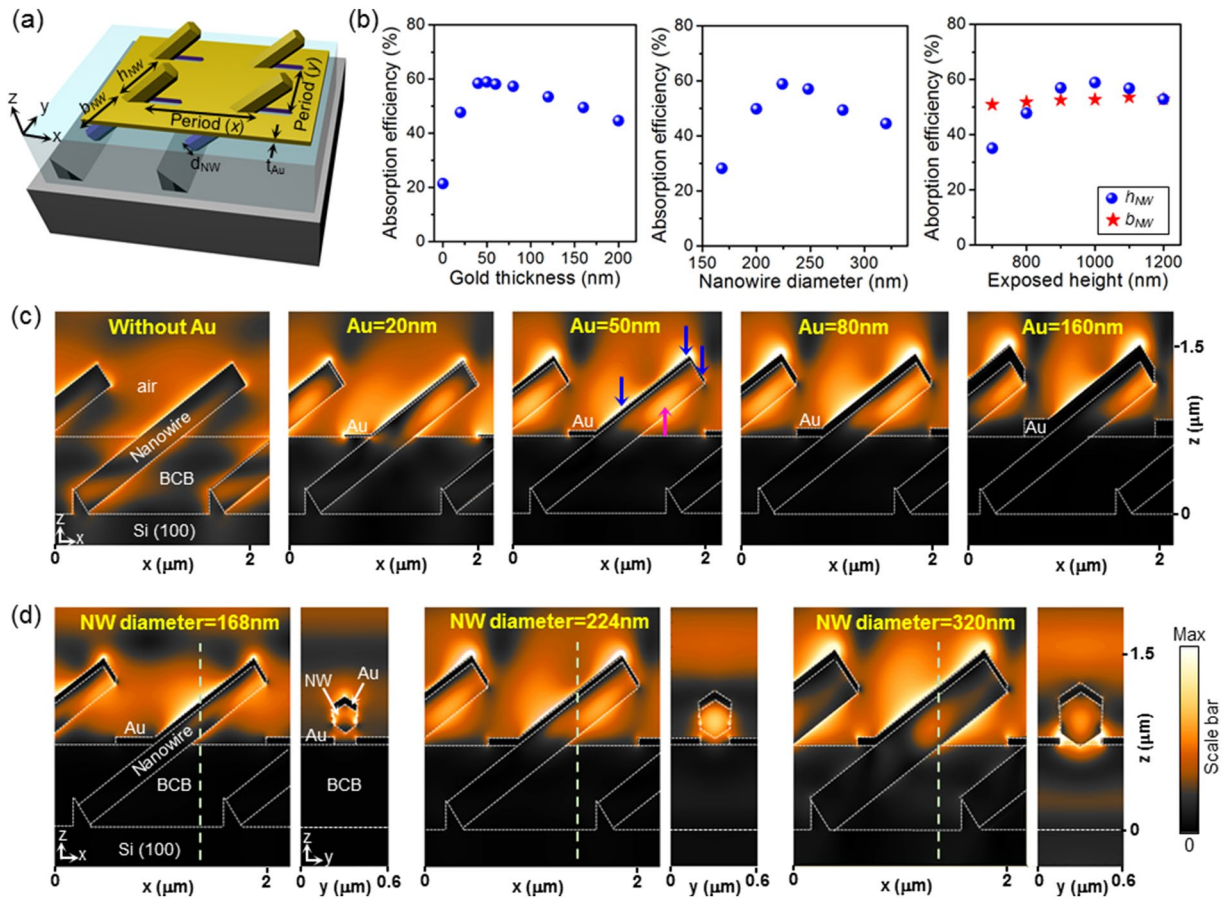 (a)
h_NW
b_NW
Period (x)
Period (y)
d_NW
t_Au
z
y
x
(b)
Absorption efficiency (%)
80
60
40
20
0
0
50
100
150
200
Gold thickness (nm)
Absorption efficiency (%)
80
60
40
20
0
150
200
250
300
Nanowire diameter (nm)
Aborption efficiency (%)
80
60
40
20
0
h_NW
b_NW
800
1000
1200
Exposed height (nm)
(c)
Without Au
air
Nanowire
BCB
Si (100)
z
x
0
2
x (μm)
Au=20nm
Au
0
2
x (μm)
Au=50nm
Au
0
2
x (μm)
Au=80nm
Au
0
2
x (μm)
Au=160nm
Au
0
2
x (μm)
1.5
z (μm)
0
(d)
NW diameter=168nm
Au
Nanowire
BCB
Si (100)
z
x
0
2
x (μm)
NW
Au
Au
BCB
z
y
0
0.6
y (μm)
NW diameter=224nm
0
2
x (μm)
0
0.6
y (μm)
NW diameter=320nm
0
2
x (μm)
0
0.6
y (μm)
1.5
z (μm)
0
Max
Scale bar
0